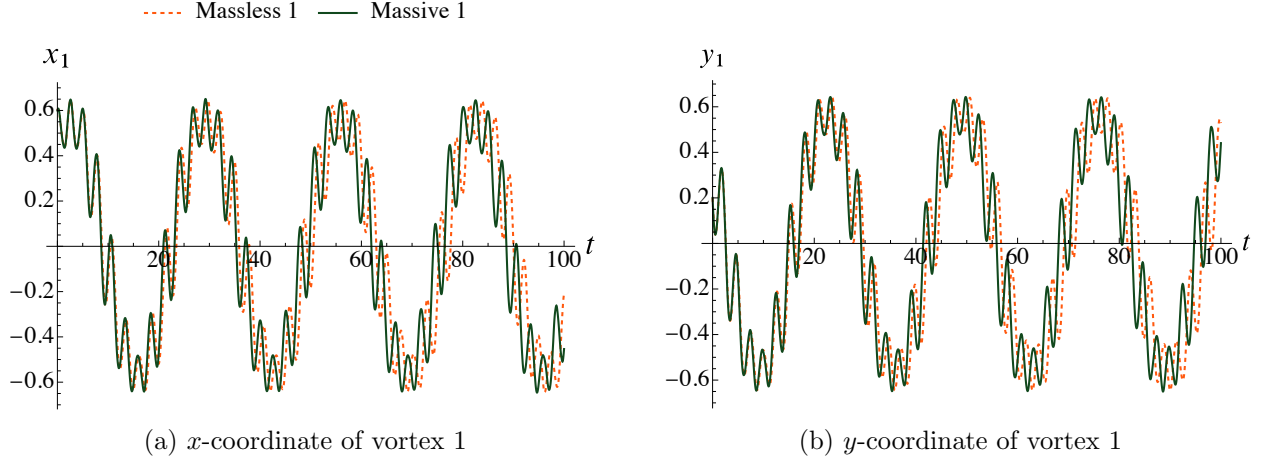 Massless 1 Massive 1
x₁
0.6
0.4
0.2
20 40 60 80 100 t
−0.2
−0.4
−0.6
(a) x-coordinate of vortex 1
y₁
0.6
0.4
0.2
20 40 60 80 100 t
−0.2
−0.4
−0.6
(b) y-coordinate of vortex 1